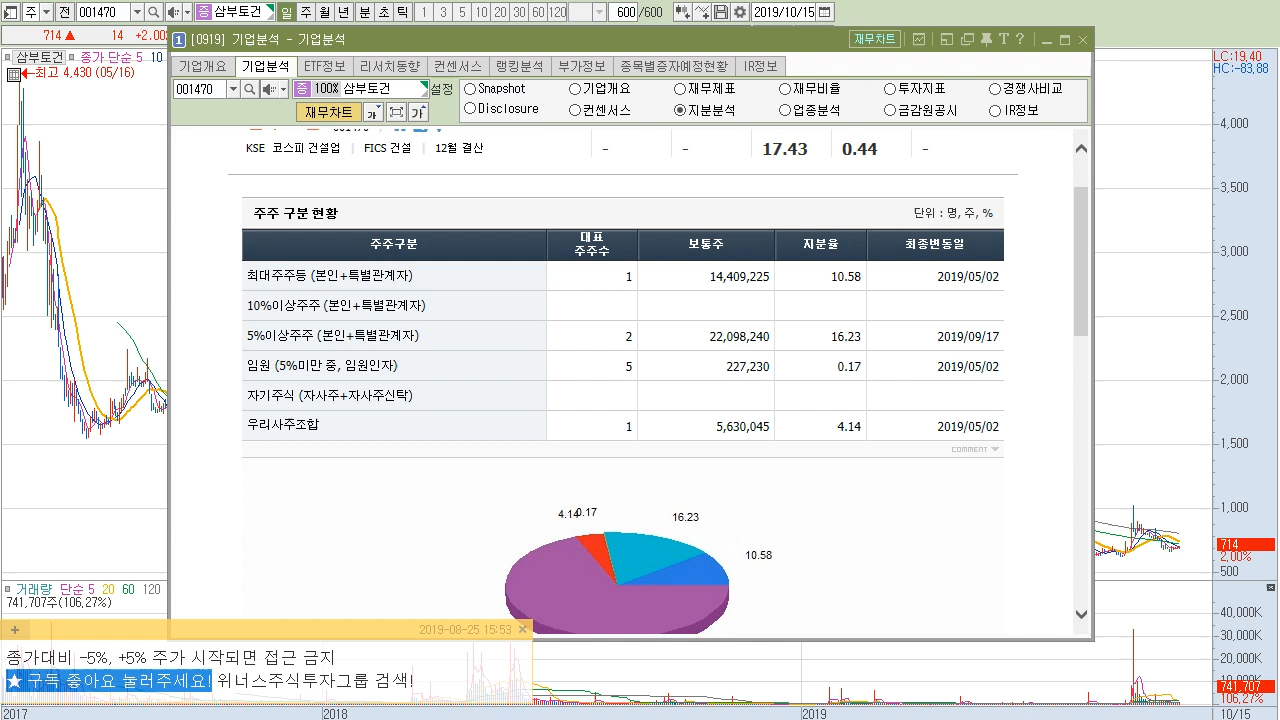 주 전 001470 증 삼부토건 일 주 월 년 분 초 틱 1 3 5 10 20 30 60 120 600 /600 2019/10/15
714 ▲ 14 +2.00
삼부토건 종가 단순 5 10
최고 4,430 (05/16)
LC:19,40
HC:-83,88
1 [0919] 기업분석 - 기업분석 재무차트 T ?
기업개요 기업분석 ETF정보 리서치동향 컨센서스 랭킹분석 부가정보 종목별증자예정현황 IR정보
001470 증 100% 삼부토건 설정
Snapshot 기업개요 재무제표 재무비율 투자지표 경쟁사비교
Disclosure 컨센서스 지분분석 업종분석 금감원공시 IR정보
재무차트 가 가
KSE 코스피 건설업 | FICS 건설 | 12월 결산
- - 17.43 0.44 -
주주 구분 현황 단위 : 명, 주, %
주주구분 대표 주주수 보통주 지분율 최종변동일
최대주주등 (본인+특별관계자) 1 14,409,225 10.58 2019/05/02
10%이상주주 (본인+특별관계자)
5%이상주주 (본인+특별관계자) 2 22,098,240 16.23 2019/09/17
임원 (5%미만 중, 임원인자) 5 227,230 0.17 2019/05/02
자기주식 (자사주+자사주신탁)
우리사주조합 1 5,630,045 4.14 2019/05/02
COMMENT
4.14 0.17 16.23
10.58
4,000
3,500
3,000
2,500
2,000
1,500
1,000
714
2,00%
500
거래량 단순 5 20 60 120
741,707주(106,27%)
40,000K
30,000K
20,000K
10,000K
741,707
106,27%
+ 2019-08-25 15:53 ×
종가대비 -5%, +5% 주가 시작되면 접근 금지
★ 구독 좋아요 눌러주세요! 위너스주식투자그룹 검색!
2017 2018 2019 10/15